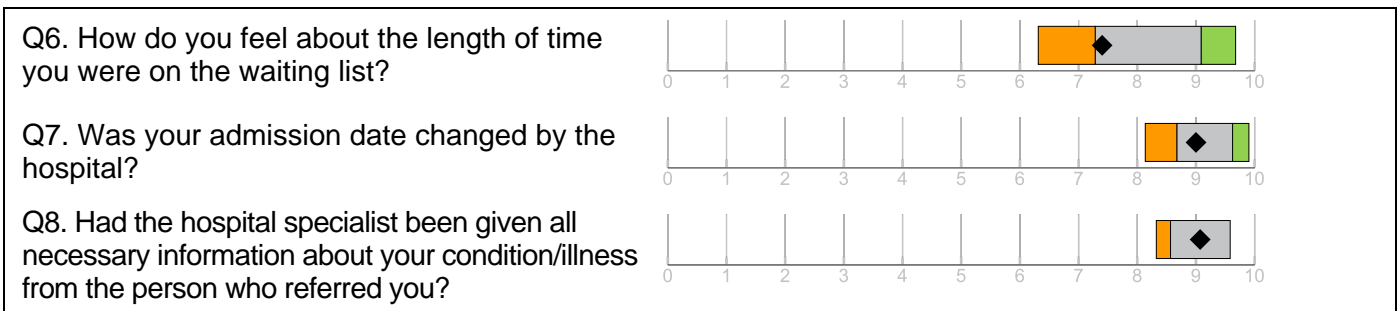 Q6. How do you feel about the length of time
you were on the waiting list?
0 1 2 3 4 5 6 7 8 9 10
Q7. Was your admission date changed by the
hospital?
0 1 2 3 4 5 6 7 8 9 10
Q8. Had the hospital specialist been given all
necessary information about your condition/illness
from the person who referred you?
0 1 2 3 4 5 6 7 8 9 10